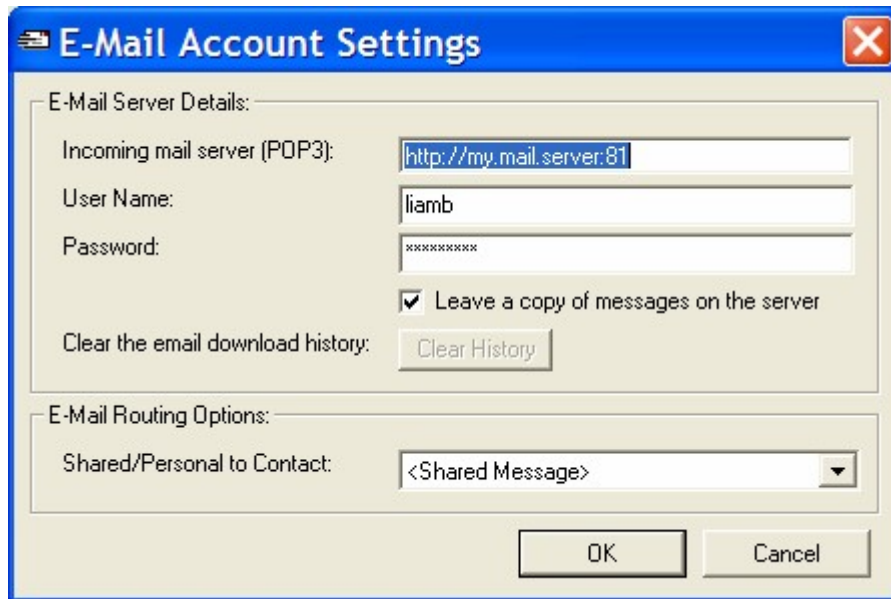 E-Mail Account Settings
E-Mail Server Details:
Incoming mail server (POP3):
http://my.mail.server:81
User Name:
liamb
Password:
*********
Leave a copy of messages on the server
Clear the email download history:
Clear History
E-Mail Routing Options:
Shared/Personal to Contact:
<Shared Message>
OK
Cancel